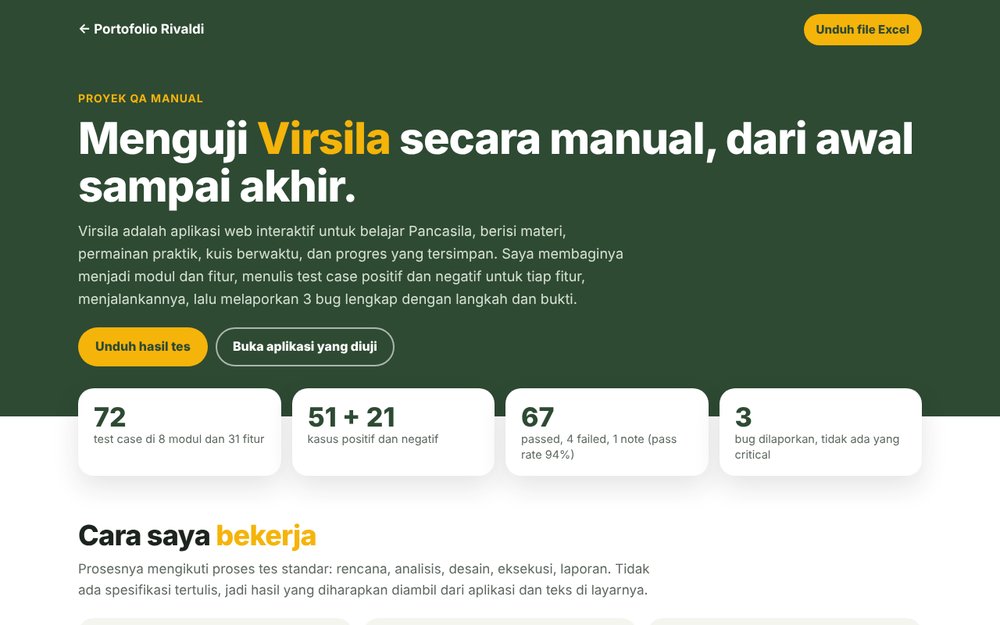 ← Portofolio Rivaldi
Unduh file Excel
PROYEK QA MANUAL
Menguji Virsila secara manual, dari awal
sampai akhir.
Virsila adalah aplikasi web interaktif untuk belajar Pancasila, berisi materi,
permainan praktik, kuis berwaktu, dan progres yang tersimpan. Saya membaginya
menjadi modul dan fitur, menulis test case positif dan negatif untuk tiap fitur,
menjalankannya, lalu melaporkan 3 bug lengkap dengan langkah dan bukti.
Unduh hasil tes
Buka aplikasi yang diuji
72
test case di 8 modul dan 31 fitur
51 + 21
kasus positif dan negatif
67
passed, 4 failed, 1 note (pass
rate 94%)
3
bug dilaporkan, tidak ada yang
critical
Cara saya bekerja
Prosesnya mengikuti proses tes standar: rencana, analisis, desain, eksekusi, laporan. Tidak
ada spesifikasi tertulis, jadi hasil yang diharapkan diambil dari aplikasi dan teks di layarnya.